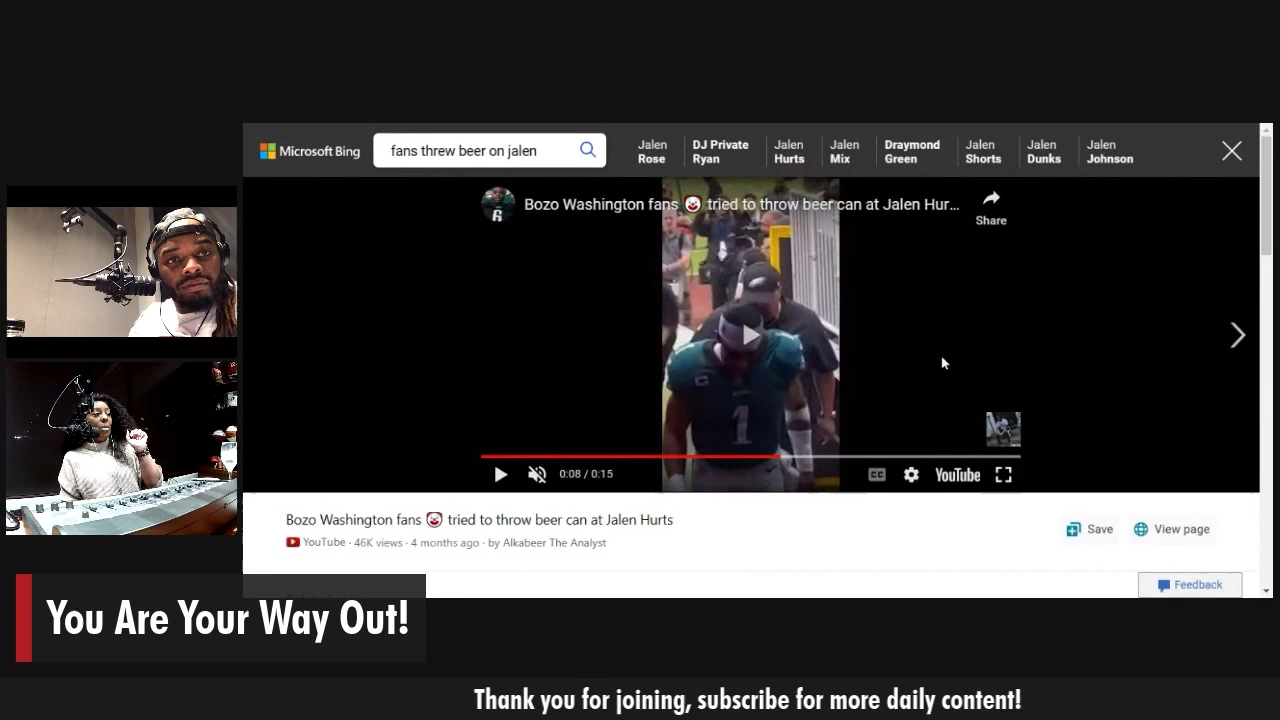 Microsoft Bing
fans threw beer on jalen
Jalen Rose
DJ Private Ryan
Jalen Hurts
Jalen Mix
Draymond Green
Jalen Shorts
Jalen Dunks
Jalen Johnson
Bozo Washington fans 🤡 tried to throw beer can at Jalen Hur...
Share
1
0:08 / 0:15
CC
YouTube
Bozo Washington fans 🤡 tried to throw beer can at Jalen Hurts
YouTube · 46K views · 4 months ago · by Alkabeer The Analyst
Save
View page
Feedback
You Are Your Way Out!
Thank you for joining, subscribe for more daily content!